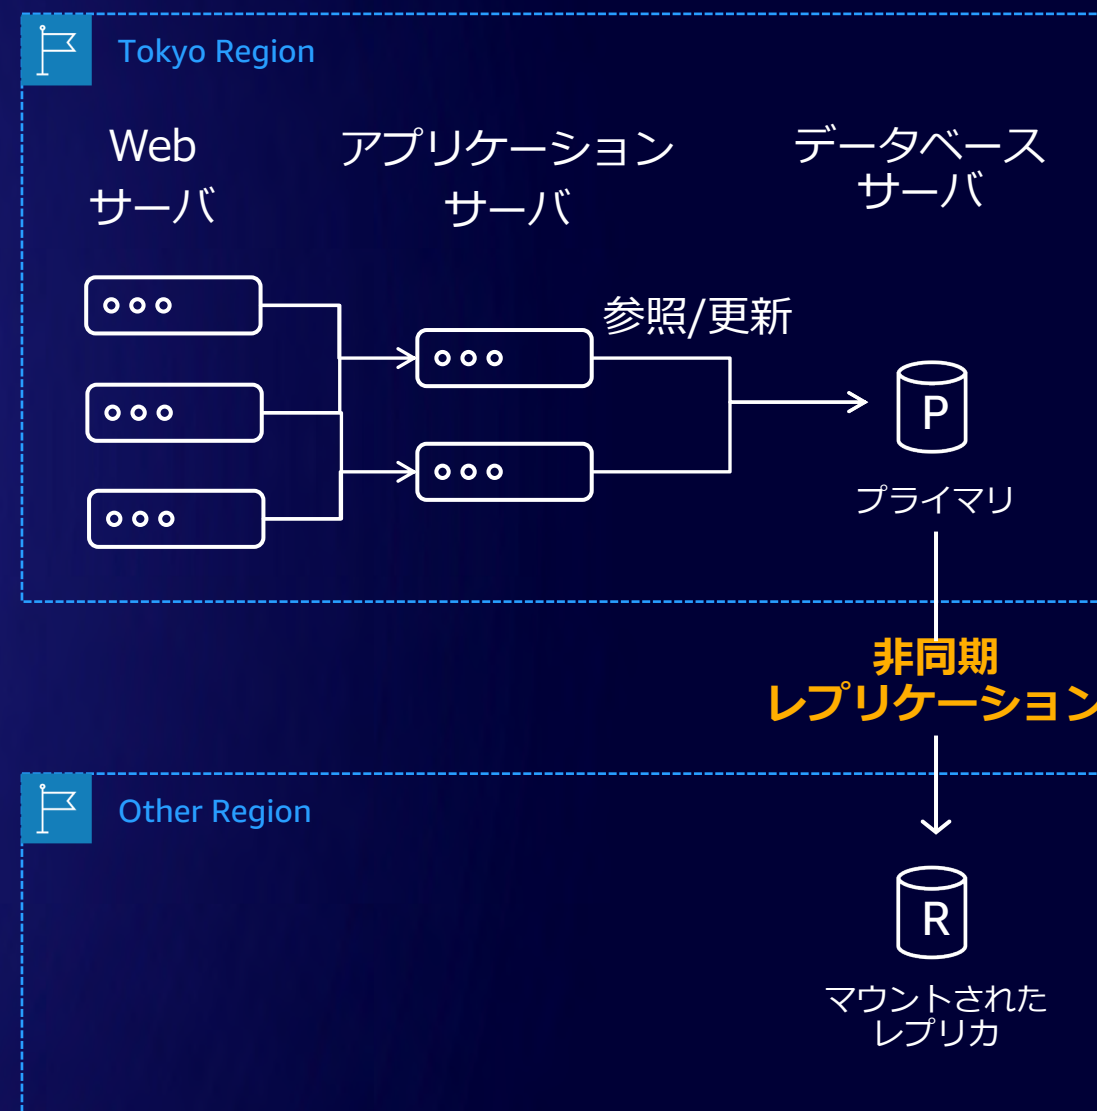 Tokyo Region
Web
サーバ
アプリケーション
サーバ
データベース
サーバ
参照/更新
P
プライマリ
非同期
レプリケーション
Other Region
R
マウントされた
レプリカ